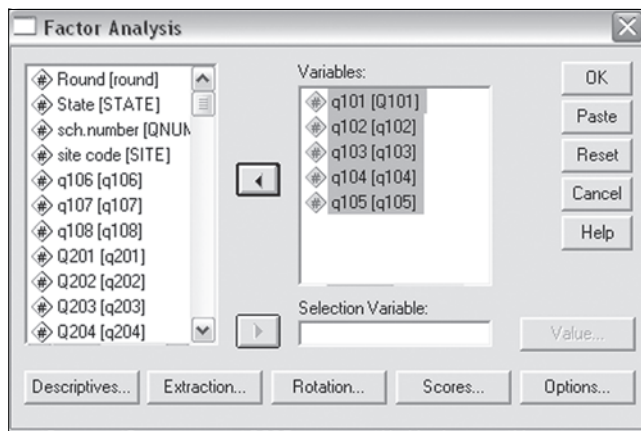 Factor Analysis
Round [round]
State [STATE]
sch.number [QNUM
site code [SITE]
q106 [q106]
q107 [q107]
q108 [q108]
Q201 [q201]
Q202 [q202]
Q203 [q203]
Q204 [q204]
Variables:
q101 [Q101]
q102 [q102]
q103 [q103]
q104 [q104]
q105 [q105]
Selection Variable:
OK
Paste
Reset
Cancel
Help
Value...
Descriptives...
Extraction...
Rotation...
Scores...
Options...